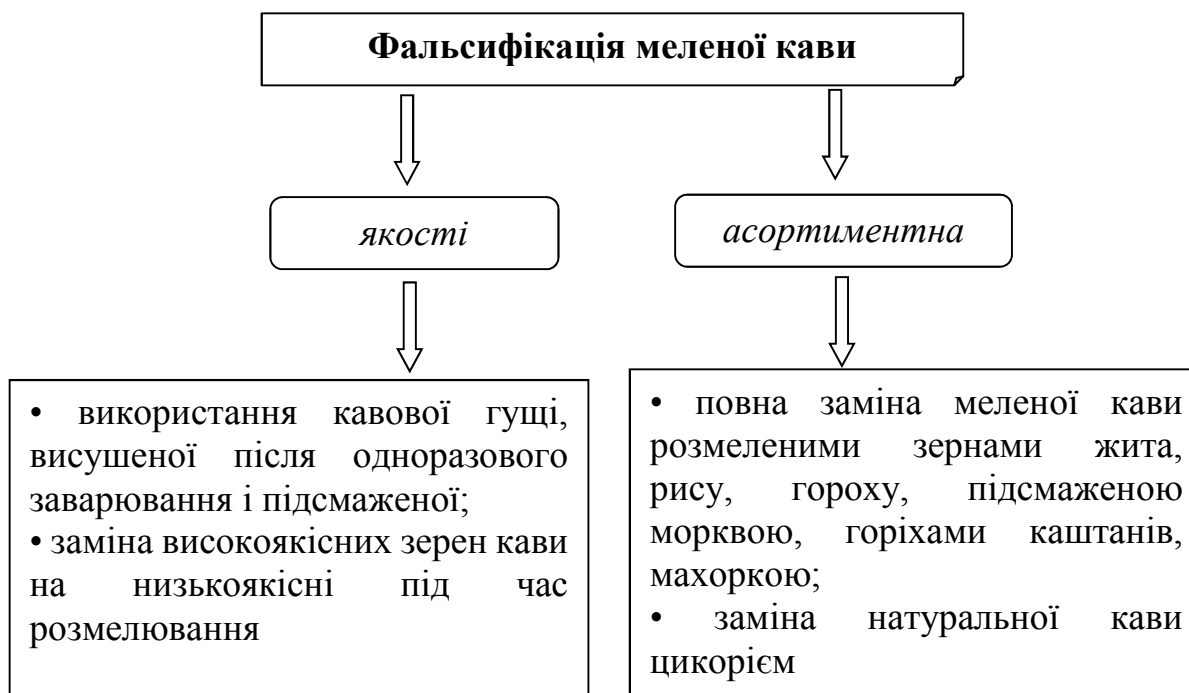 Фальсифікація меленої кави
якості
асортиментна
• використання кавової гущі,
висушеної після одноразового
заварювання і підсмаженої;
• заміна високоякісних зерен кави
на низькоякісні під час
розмелювання
• повна заміна меленої кави
розмеленими зернами жита,
рису, гороху, підсмаженою
морквою, горіхами каштанів,
махоркою;
• заміна натуральної кави
цикорієм